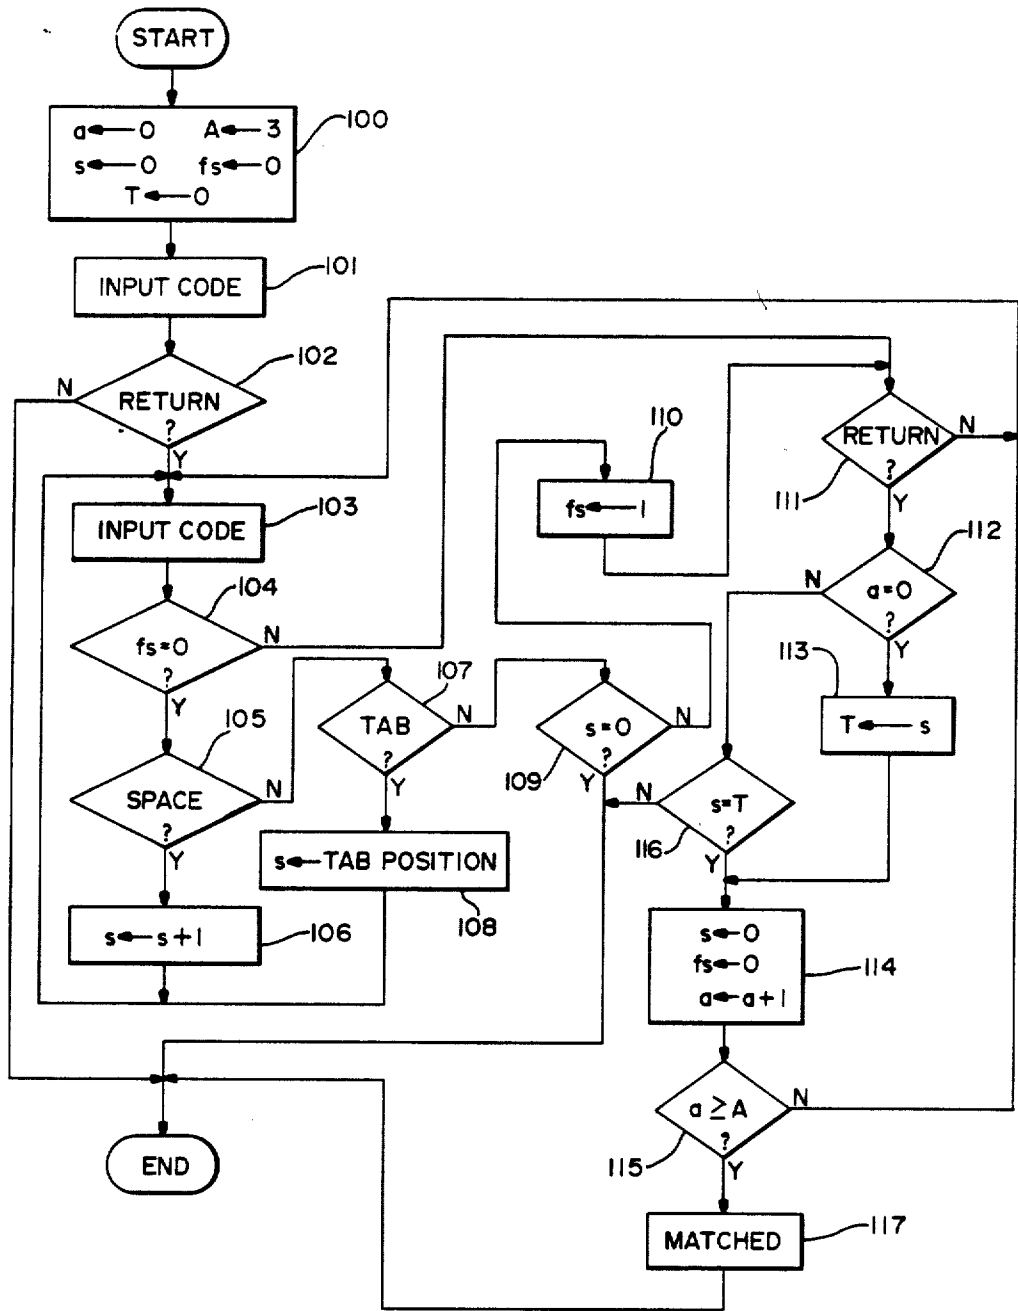 START
a ← 0 A ← 3
s ← 0 fs ← 0
T ← 0
100
INPUT CODE
101
RETURN
?
102
N
Y
INPUT CODE
103
fs=0
?
104
N
Y
SPACE
?
105
N
Y
s ← s+1
106
TAB
?
107
N
Y
s ← TAB POSITION
108
s=0
?
109
N
Y
fs ← 1
110
RETURN
?
111
N
Y
a=0
?
112
N
Y
T ← s
113
s=T
?
116
N
Y
s ← 0
fs ← 0
a ← a+1
114
a ≥ A
?
115
N
Y
MATCHED
117
END